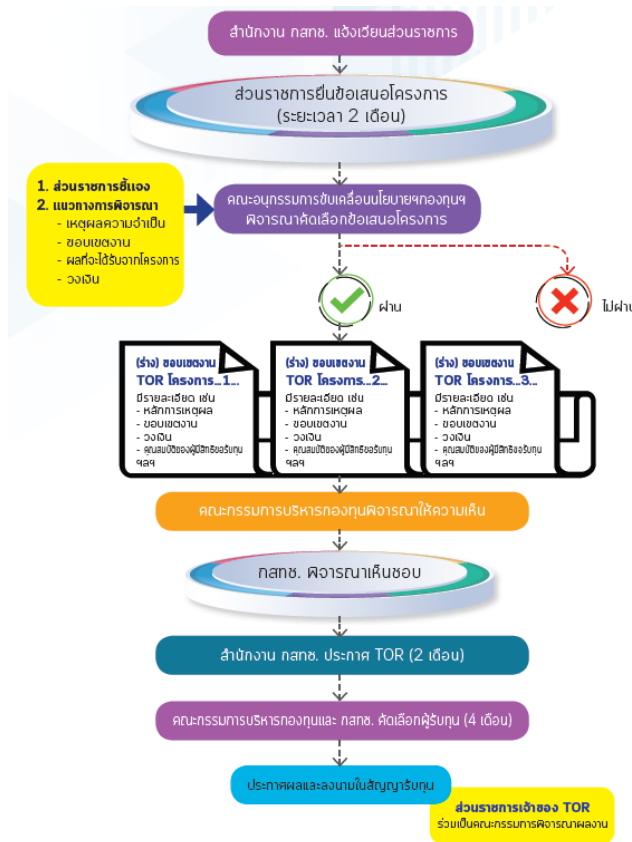 สำนักงาน กสทช. แจ้งเวียนส่วนราชการ
ส่วนราชการยื่นข้อเสนอโครงการ
(ระยะเวลา 2 เดือน)
1. ส่วนราชการชี้แจง
2. แนวทางการพิจารณา
- เหตุผลความจำเป็น
- ขอบเขตงาน
- ผลที่จะได้รับจากโครงการ
- วงเงิน
คณะอนุกรรมการขับเคลื่อนนโยบายฯกองทุนฯ
พิจารณาคัดเลือกข้อเสนอโครงการ
ผ่าน
ไม่ผ่าน
(ร่าง) ขอบเขตงาน
TOR โครงการ...1...
มีรายละเอียด เช่น
- หลักการเหตุผล
- ขอบเขตงาน
- วงเงิน
- คุณสมบัติของผู้มีสิทธิขอรับทุน
ฯลฯ
(ร่าง) ขอบเขตงาน
TOR โครงการ...2...
มีรายละเอียด เช่น
- หลักการเหตุผล
- ขอบเขตงาน
- วงเงิน
- คุณสมบัติของผู้มีสิทธิขอรับทุน
ฯลฯ
(ร่าง) ขอบเขตงาน
TOR โครงการ...3...
มีรายละเอียด เช่น
- หลักการเหตุผล
- ขอบเขตงาน
- วงเงิน
- คุณสมบัติของผู้มีสิทธิขอรับทุน
ฯลฯ
คณะกรรมการบริหารกองทุนพิจารณาให้ความเห็น
กสทช. พิจารณาเห็นชอบ
สำนักงาน กสทช. ประกาศ TOR (2 เดือน)
คณะกรรมการบริหารกองทุนและ กสทช. คัดเลือกผู้รับทุน (4 เดือน)
ประกาศผลและลงนามในสัญญารับทุน
ส่วนราชการเจ้าของ TOR
ร่วมเป็นคณะกรรมการพิจารณาผลงาน